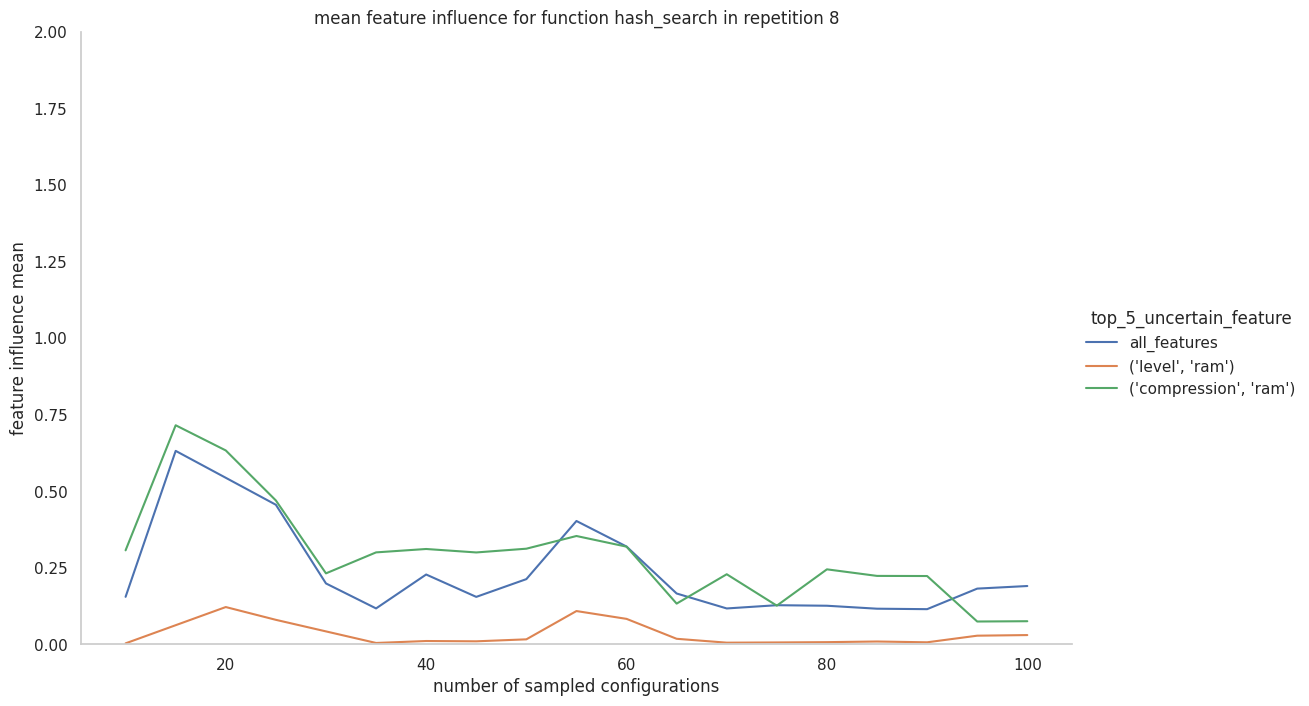 mean feature influence for function hash_search in repetition 8
2.00
1.75
1.50
1.25
1.00
0.75
0.50
0.25
0.00
feature influence mean
20
40
60
80
100
number of sampled configurations
top_5_uncertain_feature
all_features
('level', 'ram')
('compression', 'ram')